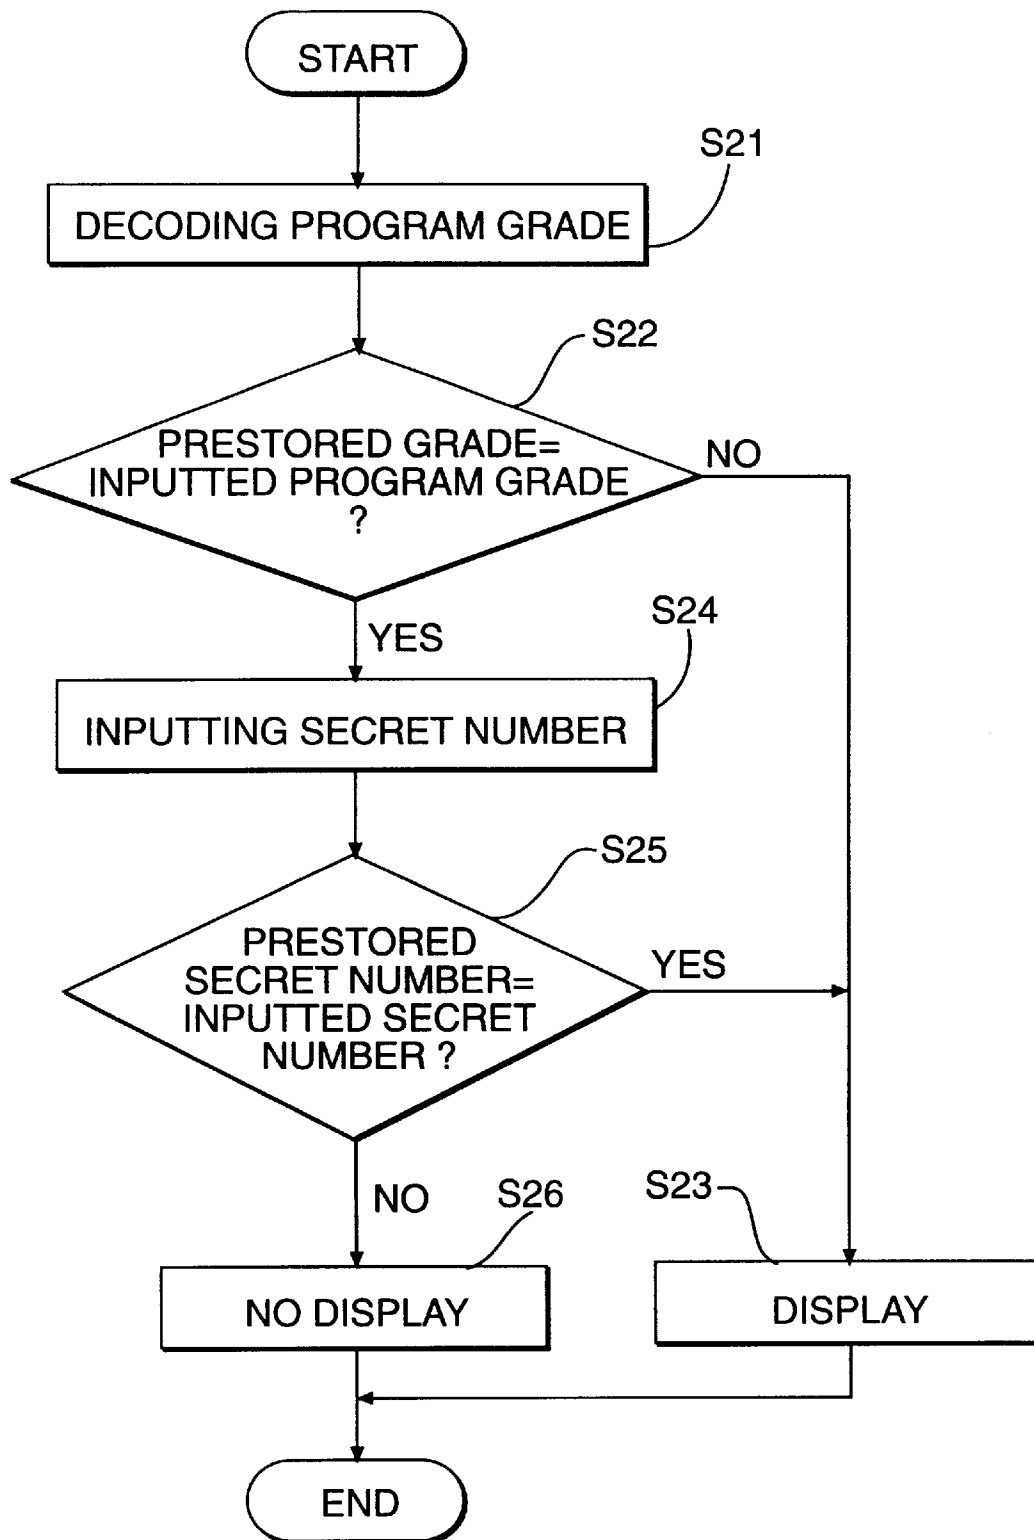 START
S21
DECODING PROGRAM GRADE
S22
PRESTORED GRADE=
INPUTTED PROGRAM GRADE
?
NO
YES
S24
INPUTTING SECRET NUMBER
S25
PRESTORED
SECRET NUMBER=
INPUTTED SECRET
NUMBER ?
YES
NO
S26
S23
NO DISPLAY
DISPLAY
END